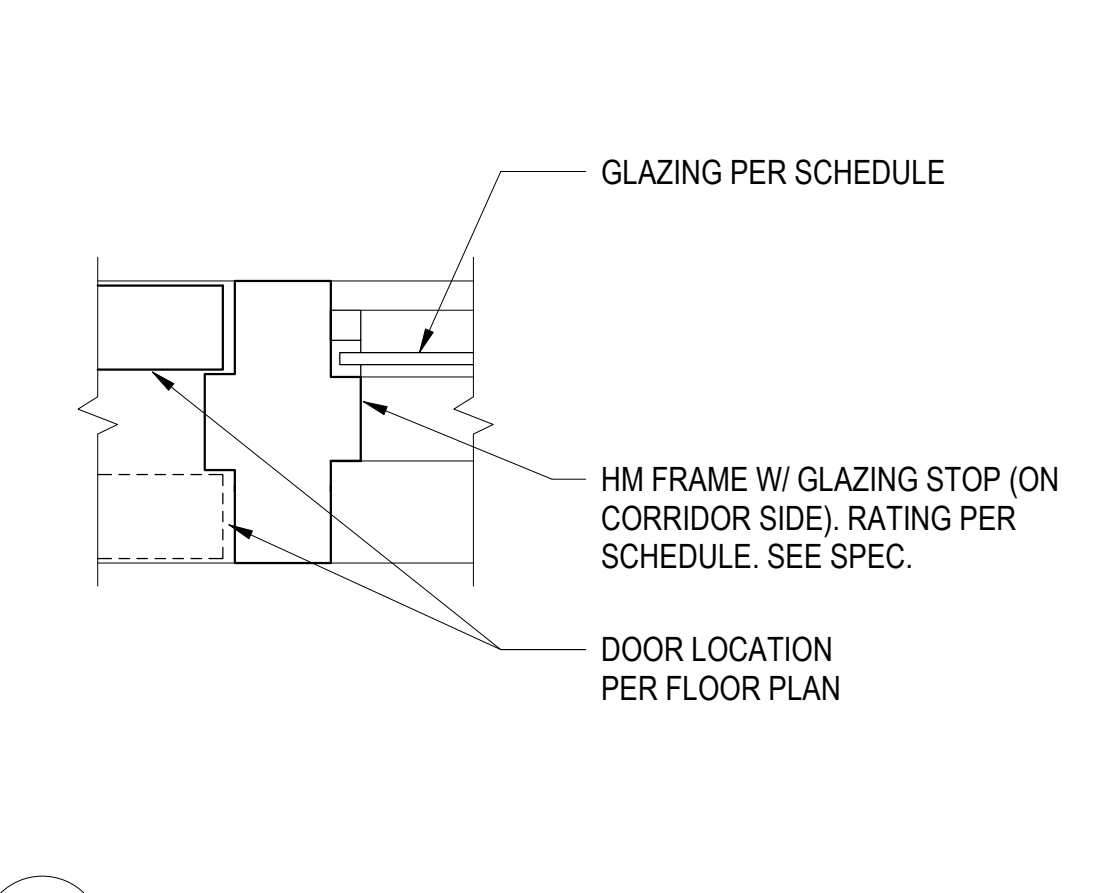 GLAZING PER SCHEDULE
HM FRAME W/ GLAZING STOP (ON
CORRIDOR SIDE). RATING PER
SCHEDULE. SEE SPEC.
DOOR LOCATION
PER FLOOR PLAN